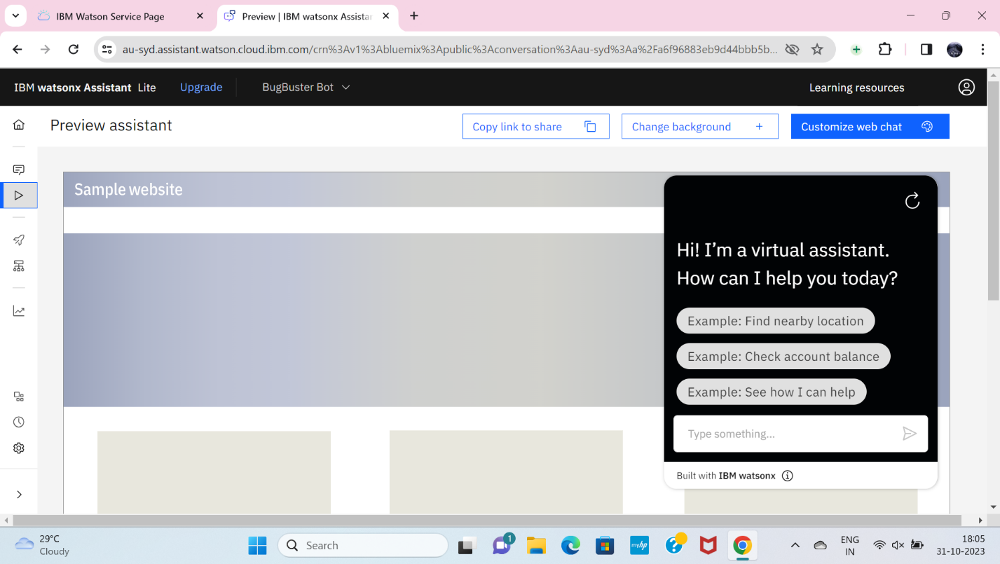 IBM Watson Service Page
Preview | IBM watsonx Assistan
au-syd.assistant.watson.cloud.ibm.com/crn%3Av1%3Abluemix%3Apublic%3Aconversation%3Aau-syd%3Aa%2Fa6f96883eb9d44bbb5b...
IBM watsonx Assistant Lite Upgrade BugBuster Bot Learning resources
Preview assistant
Copy link to share
Change background +
Customize web chat
Sample website
Hi! I’m a virtual assistant.
How can I help you today?
Example: Find nearby location
Example: Check account balance
Example: See how I can help
Type something...
Built with IBM watsonx
29°C
Cloudy
Search
1
myhp
ENG
IN
18:05
31-10-2023